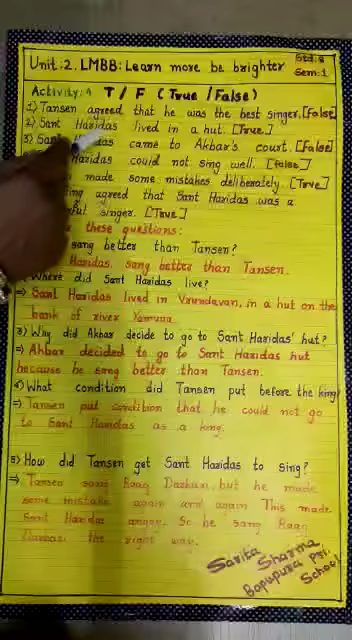 Unit: 2. LMBB: Learn more be brighter
Std: 8
Sem: 1
Activity: 4 T / F (True / False)
1) Tansen agreed that he was the best singer. [False]
2) Sant Haridas lived in a hut. [True]
3) Sant das came to Akbar's court. [False]
Haridas could not sing well. [False]
made some mistakes deliberately. [True]
agreed that Sant Haridas was a
singer. [True]
these questions:
sang better than Tansen?
Haridas sang better than Tansen.
Where did Sant Haridas live?
⇒ Sant Haridas lived in Vrundavan, in a hut on the
bank of river Yamuna
3) Why did Akbar decide to go to Sant Haridas' hut?
⇒ Akbar decided to go to Sant Haridas hut
because he sang better than Tansen.
4) What condition did Tansen put before the king?
⇒ Tansen put condition that he could not go
to Sant Haridas as a king.
5) How did Tansen get Sant Haridas to sing?
⇒ Tansen sang Raag Darbari but he made
some mistake again and again This made
Sant Haridas angry. So he sang Raag
Darbari the right way.
Sarita Sharma
Bopupura Pri.
School